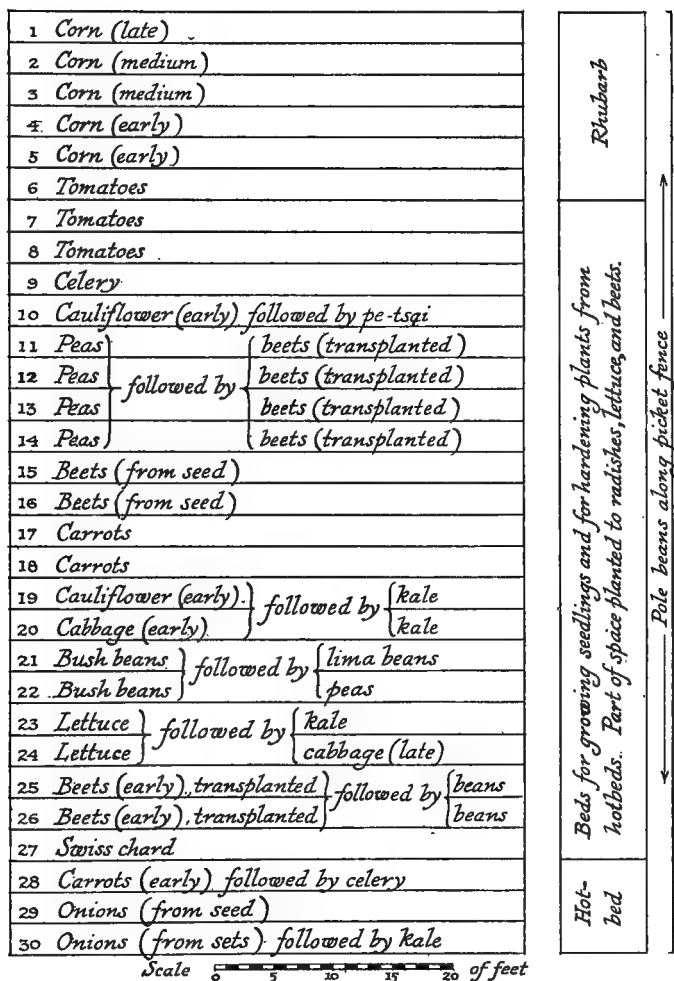 1 Corn (late)
2 Corn (medium)
3 Corn (medium)
4 Corn (early)
5 Corn (early)
6 Tomatoes
7 Tomatoes
8 Tomatoes
9 Celery
10 Cauliflower (early) followed by pe-tsai
11 Peas beets (transplanted)
12 Peas followed by beets (transplanted)
13 Peas beets (transplanted)
14 Peas beets (transplanted)
15 Beets (from seed)
16 Beets (from seed)
17 Carrots
18 Carrots
19 Cauliflower (early) followed by kale
20 Cabbage (early) kale
21 Bush beans followed by lima beans
22 Bush beans peas
23 Lettuce followed by kale
24 Lettuce cabbage (late)
25 Beets (early), transplanted followed by beans
26 Beets (early), transplanted beans
27 Swiss chard
28 Carrots (early) followed by celery
29 Onions (from seed)
30 Onions (from sets) followed by kale
Scale 0 5 10 15 20 of feet
Rhubarb
Beds for growing seedlings and for hardening plants from
hotbeds. Part of space planted to radishes, lettuce, and beets.
Hot-
bed
Pole beans along picket fence